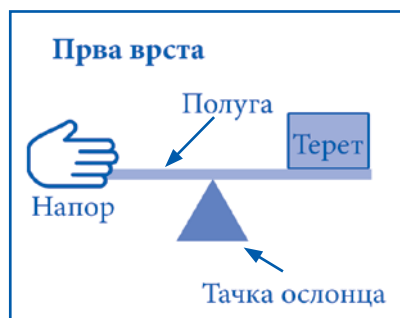 Прва врста
Полуга
Терет
Напор
Тачка ослонца